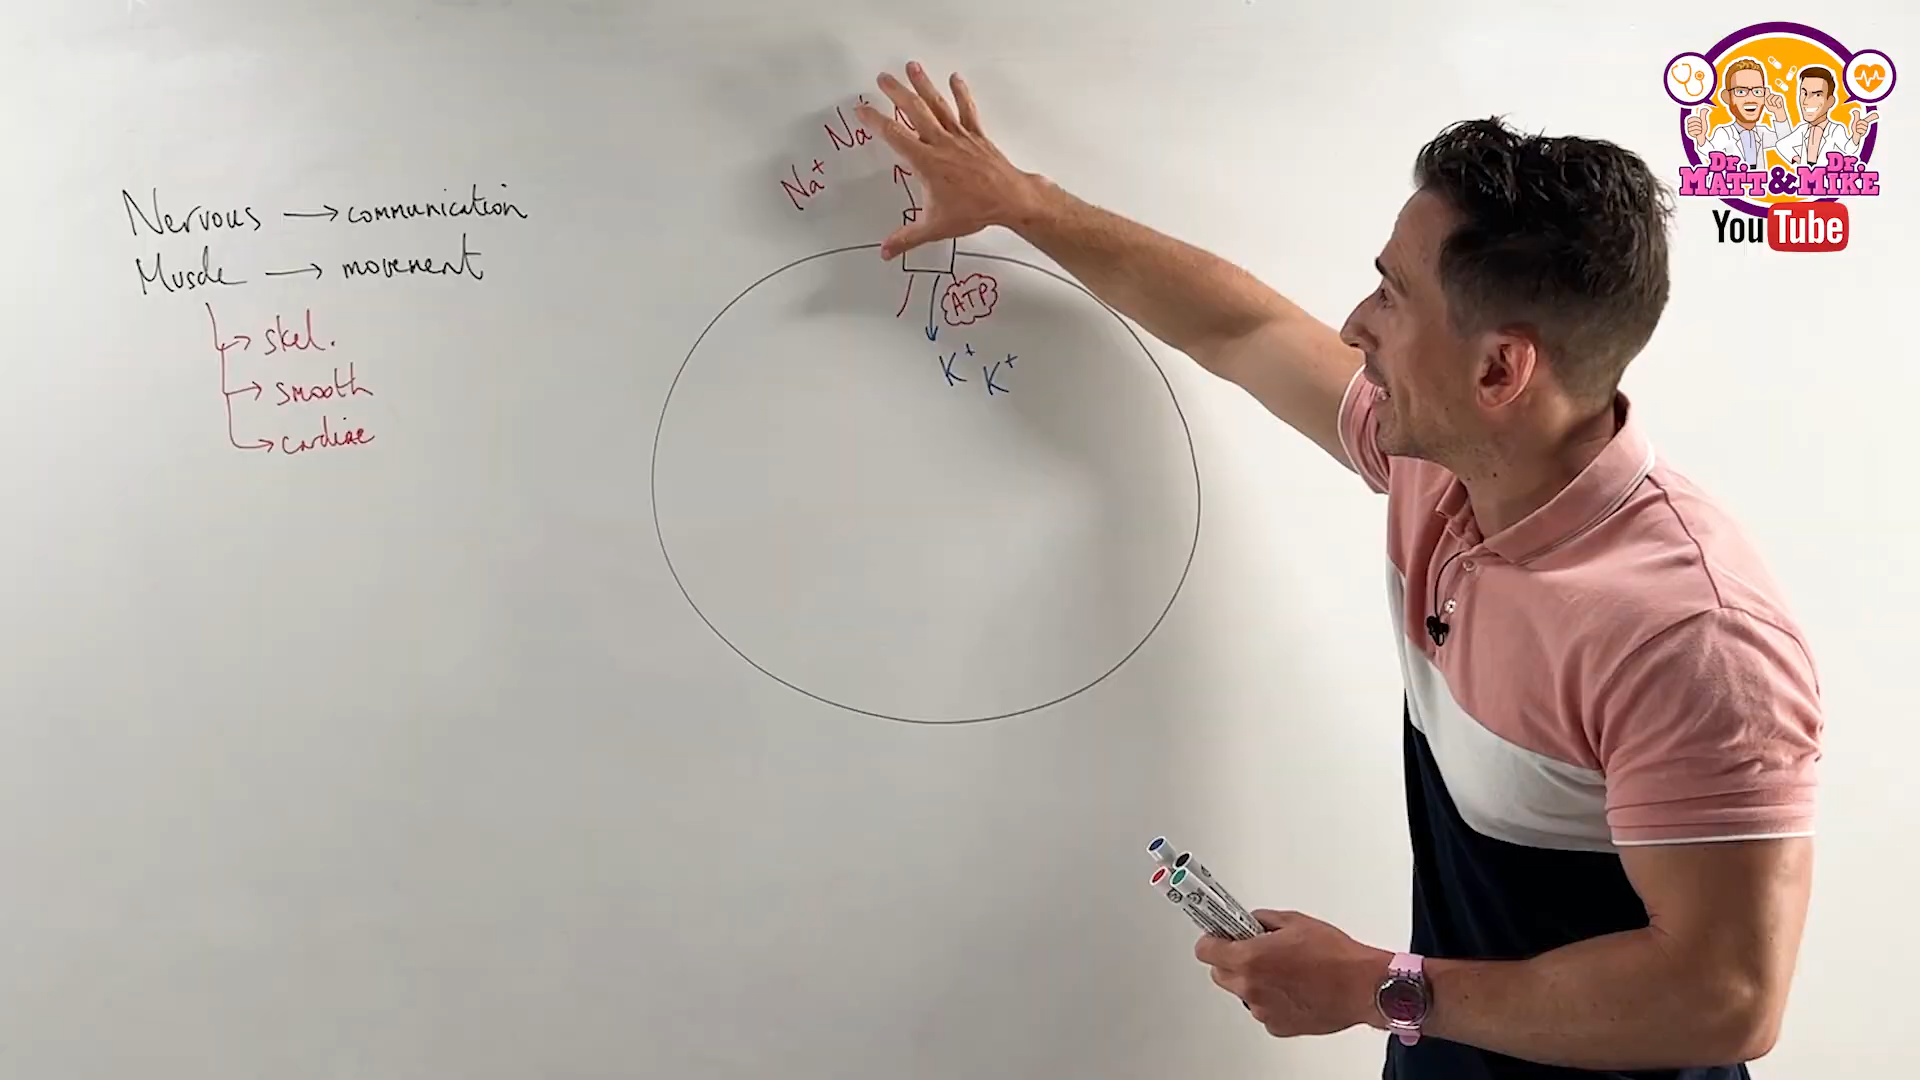 Nervous → communication
Muscle → movement
→ skel.
→ smooth
→ cardiac
Na⁺ Na⁺
ATP
K⁺ K⁺
Dr. Dr.
MATT & MIKE
YouTube